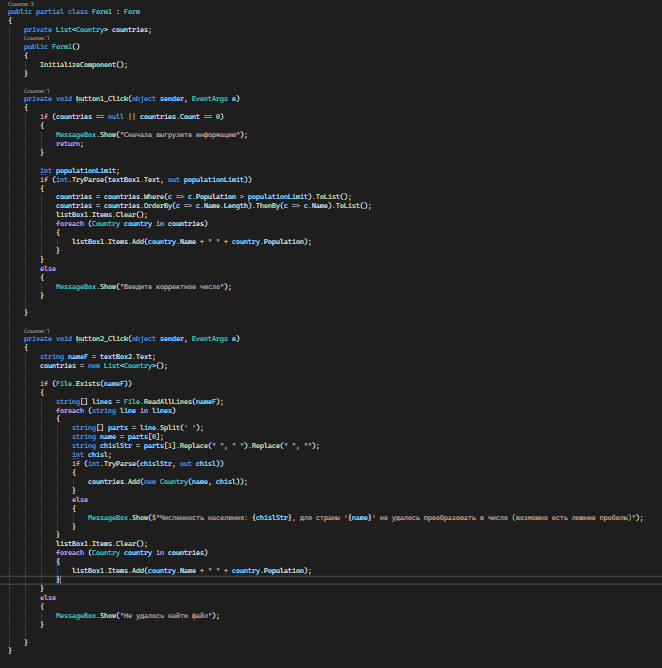 Ссылок: 3
public partial class Form1 : Form
{
private List<Country> countries;
Ссылок: 1
public Form1()
{
InitializeComponent();
}
Ссылок: 1
private void button1_Click(object sender, EventArgs e)
{
if (countries == null || countries.Count == 0)
{
MessageBox.Show("Сначала выгрузите информацию");
return;
}
int populationLimit;
if (int.TryParse(textBox1.Text, out populationLimit))
{
countries = countries.Where(c => c.Population > populationLimit).ToList();
countries = countries.OrderBy(c => c.Name.Length).ThenBy(c => c.Name).ToList();
listBox1.Items.Clear();
foreach (Country country in countries)
{
listBox1.Items.Add(country.Name + " " + country.Population);
}
}
else
{
MessageBox.Show("Введите корректное число");
}
}
Ссылок: 1
private void button2_Click(object sender, EventArgs e)
{
string nameF = textBox2.Text;
countries = new List<Country>();
if (File.Exists(nameF))
{
string[] lines = File.ReadAllLines(nameF);
foreach (string line in lines)
{
string[] parts = line.Split(' ');
string name = parts[0];
string chislStr = parts[1].Replace(" ", " ").Replace(" ", "");
int chisl;
if (int.TryParse(chislStr, out chisl))
{
countries.Add(new Country(name, chisl));
}
else
{
MessageBox.Show($"Численность населения: {chislStr}, для страны '{name}' не удалось преобразовать в число (возможно есть лишние пробелы)");
}
}
listBox1.Items.Clear();
foreach (Country country in countries)
{
listBox1.Items.Add(country.Name + " " + country.Population);
}
}
else
{
MessageBox.Show("Не удалось найти файл");
}
}
}